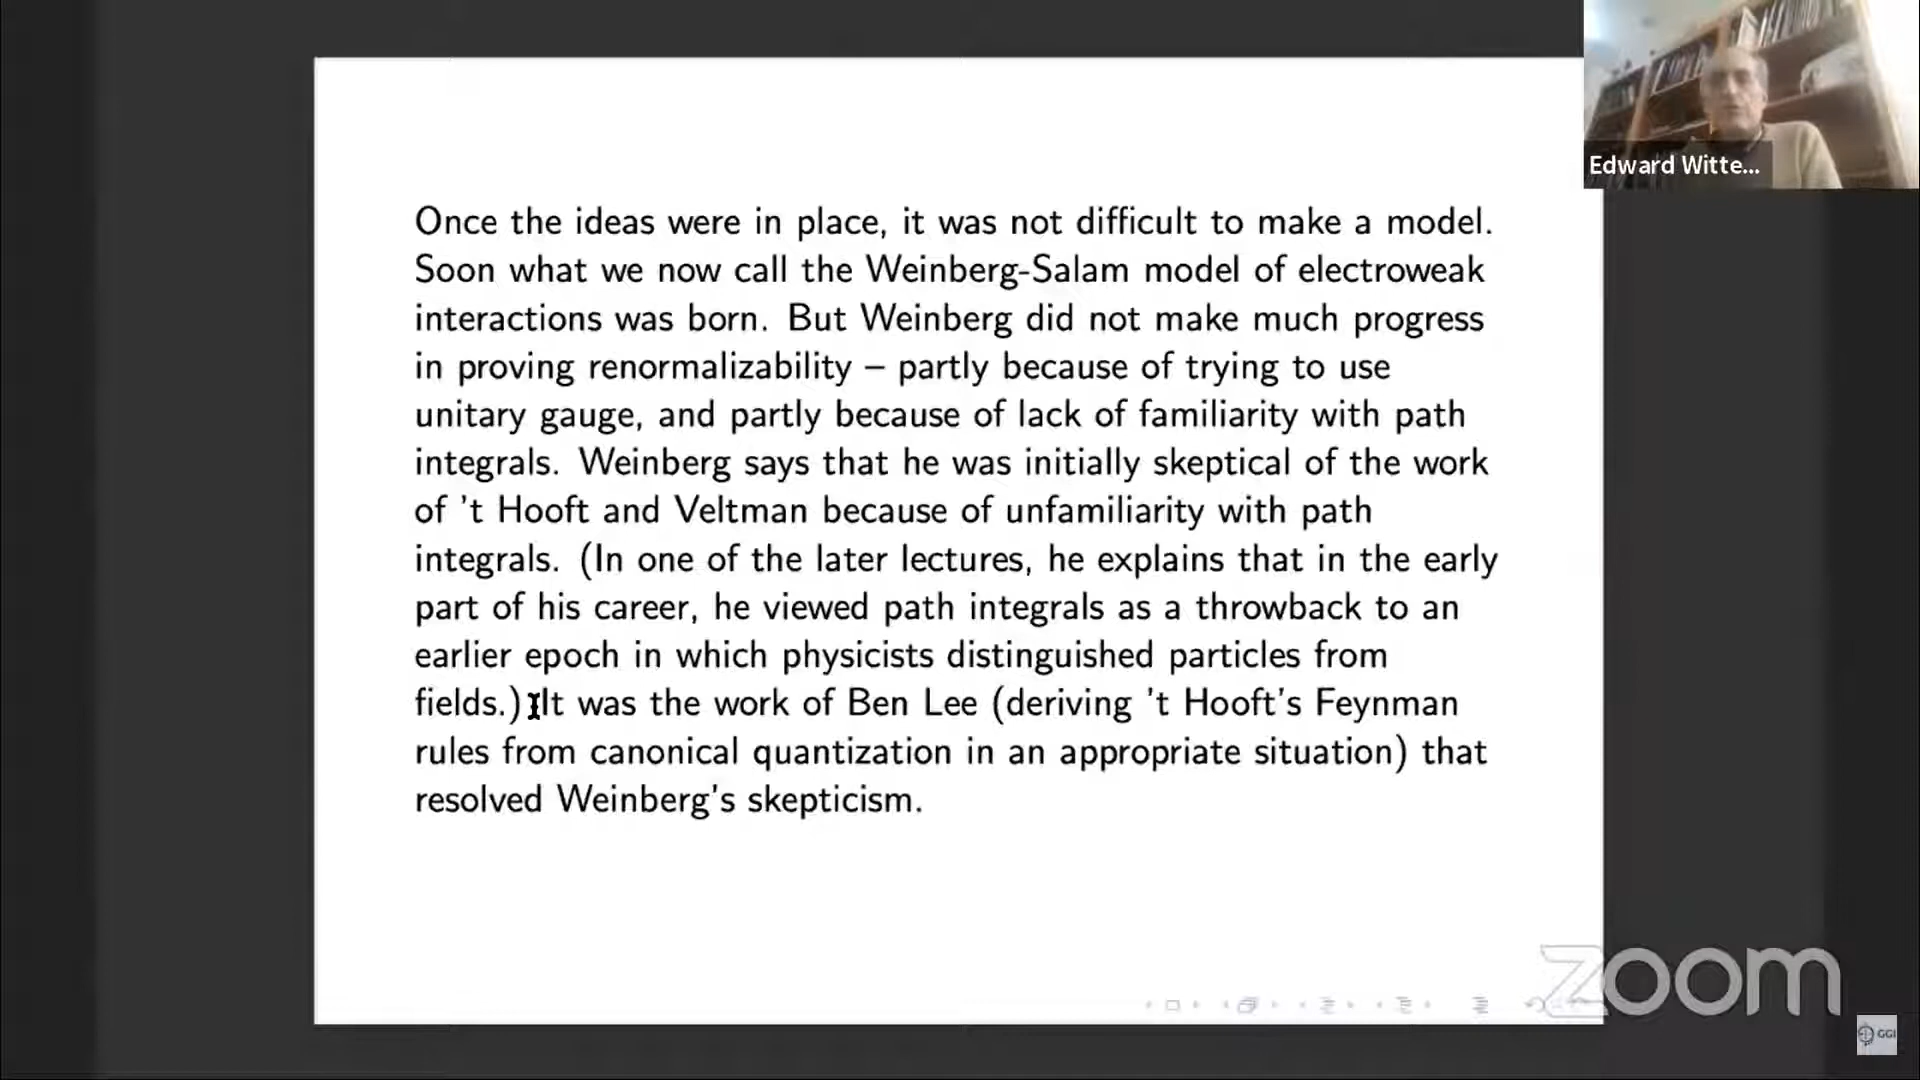 Edward Witte...
Once the ideas were in place, it was not difficult to make a model.
Soon what we now call the Weinberg-Salam model of electroweak
interactions was born. But Weinberg did not make much progress
in proving renormalizability – partly because of trying to use
unitary gauge, and partly because of lack of familiarity with path
integrals. Weinberg says that he was initially skeptical of the work
of 't Hooft and Veltman because of unfamiliarity with path
integrals. (In one of the later lectures, he explains that in the early
part of his career, he viewed path integrals as a throwback to an
earlier epoch in which physicists distinguished particles from
fields.) It was the work of Ben Lee (deriving 't Hooft's Feynman
rules from canonical quantization in an appropriate situation) that
resolved Weinberg's skepticism.
zoom
GGI